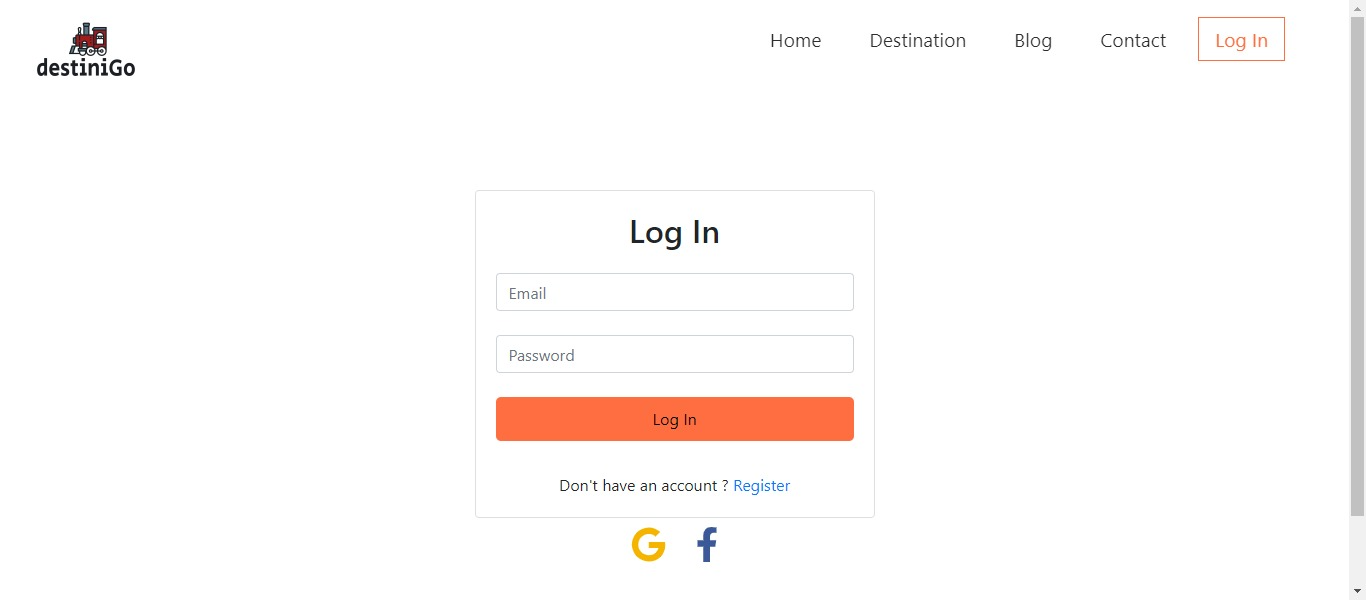 destiniGo
Home Destination Blog Contact Log In
Log In
Email
Password
Log In
Don't have an account ? Register